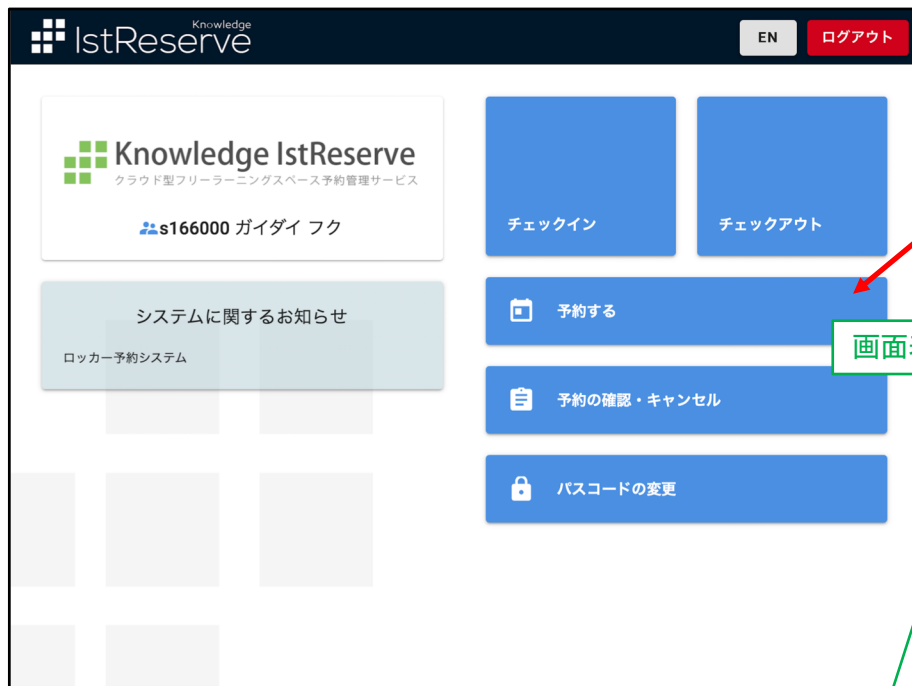 Knowledge
IstReserve
EN
ログアウト
Knowledge IstReserve
クラウド型フリーラーニングスペース予約管理サービス
s166000 ガイダイ フク
システムに関するお知らせ
ロッカー予約システム
チェックイン
チェックアウト
予約する
画面
予約の確認・キャンセル
パスコードの変更